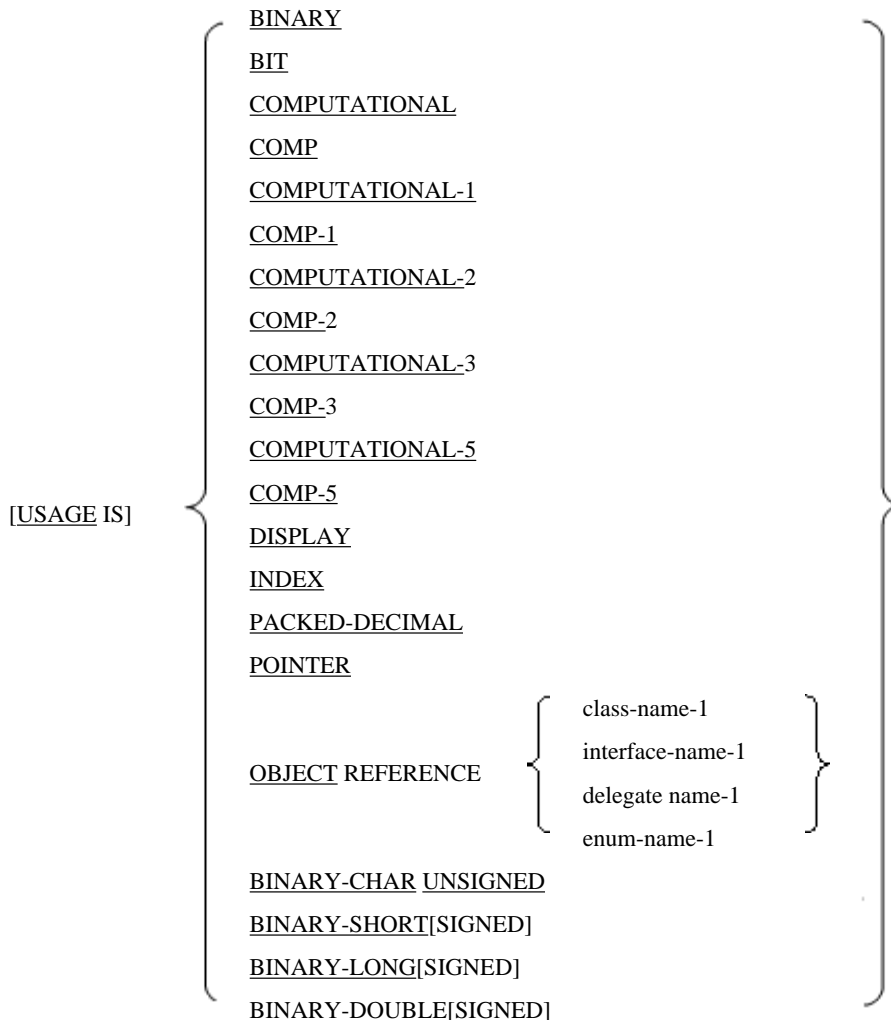 BINARY
BIT
COMPUTATIONAL
COMP
COMPUTATIONAL-1
COMP-1
COMPUTATIONAL-2
COMP-2
COMPUTATIONAL-3
COMP-3
COMPUTATIONAL-5
COMP-5
[USAGE IS]
DISPLAY
INDEX
PACKED-DECIMAL
POINTER
OBJECT REFERENCE
class-name-1
interface-name-1
delegate name-1
enum-name-1
BINARY-CHAR UNSIGNED
BINARY-SHORT[SIGNED]
BINARY-LONG[SIGNED]
BINARY-DOUBLE[SIGNED]